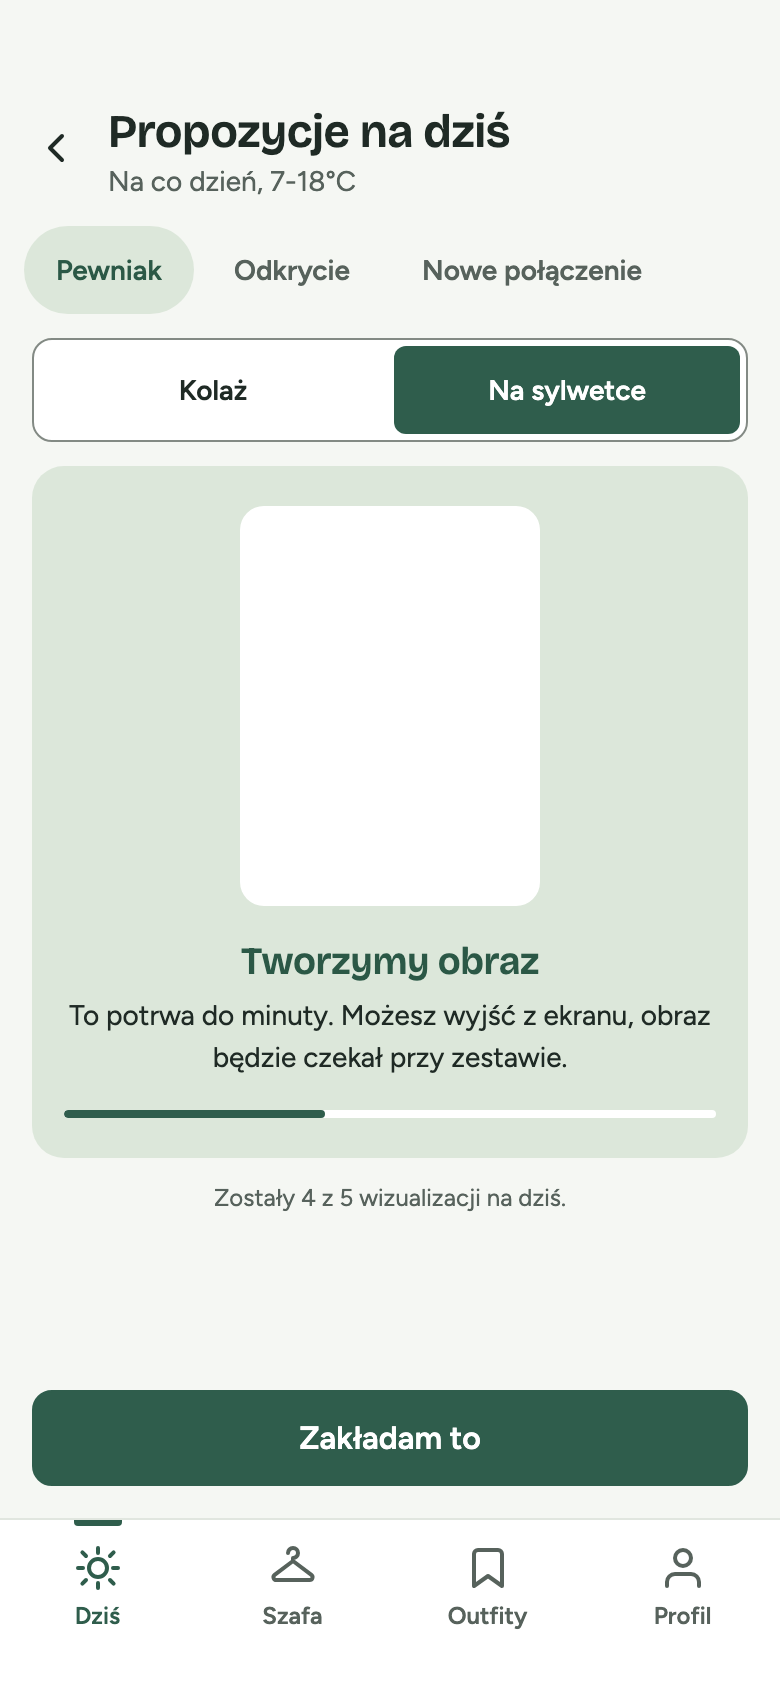 Propozycje na dziś
Na co dzień, 7-18°C
Pewniak
Odkrycie
Nowe połączenie
Kolaż
Na sylwetce
Tworzymy obraz
To potrwa do minuty. Możesz wyjść z ekranu, obraz
będzie czekał przy zestawie.
Zostały 4 z 5 wizualizacji na dziś.
Zakładam to
Dziś
Szafa
Outfity
Profil